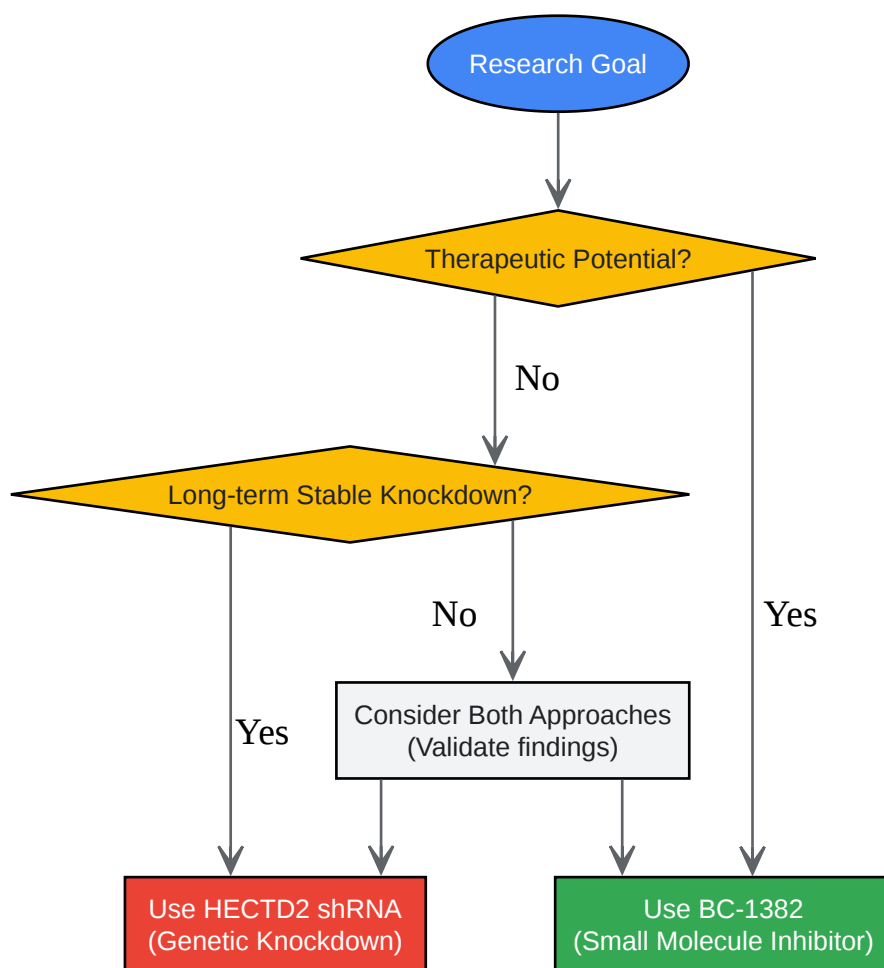 Research Goal
Therapeutic Potential?
No
Long-term Stable Knockdown?
No
Yes
Yes
Consider Both Approaches
(Validate findings)
Use HECTD2 shRNA
(Genetic Knockdown)
Use BC-1382
(Small Molecule Inhibitor)